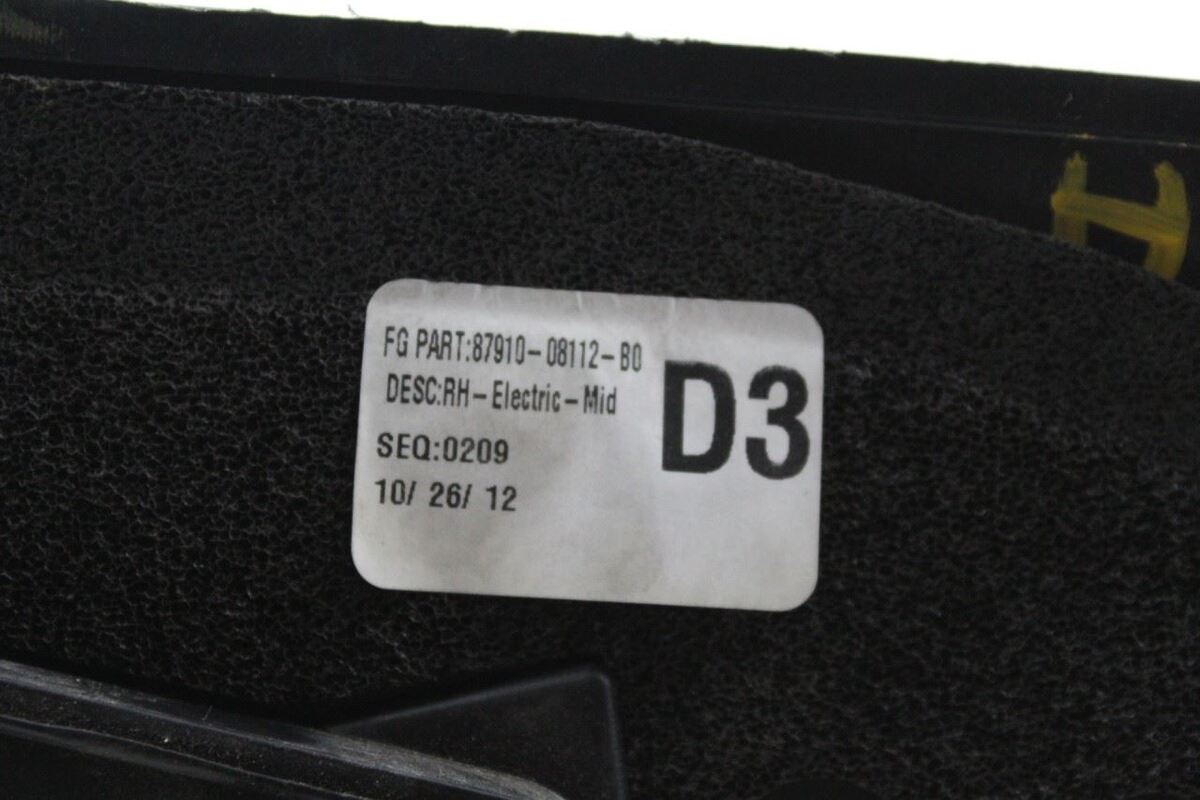 FG PART:87910-08112-B0
DESC:RH-Electric-Mid
D3
SEQ:0209
10/ 26/ 12